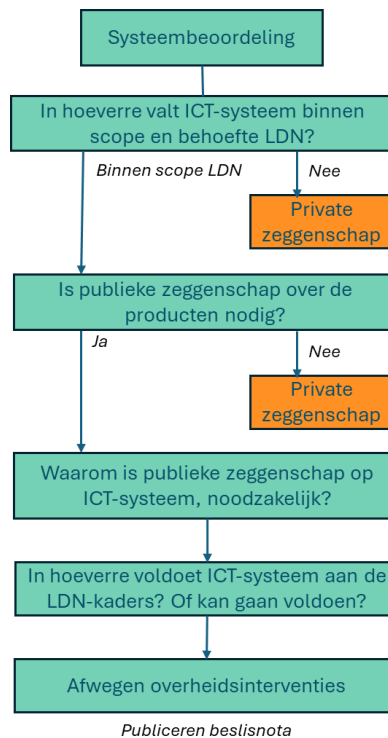 Systeembeoordeling
In hoeverre valt ICT-systeem binnen
scope en behoefte LDN?
Binnen scope LDN
Nee
Private
zeggenschap
Is publieke zeggenschap over de
producten nodig?
Ja
Nee
Private
zeggenschap
Waarom is publieke zeggenschap op
ICT-systeem, noodzakelijk?
In hoeverre voldoet ICT-systeem aan de
LDN-kaders? Of kan gaan voldoen?
Afwegen overheidsinterventies
Publiceren beslisnota